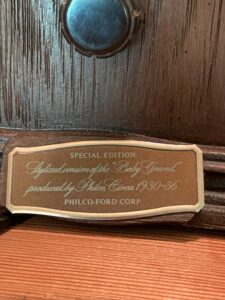 SPECIAL EDITION
Stylized version of the "Baby Grand,"
produced by Philco, Circa 1930-36
PHILCO-FORD CORP.